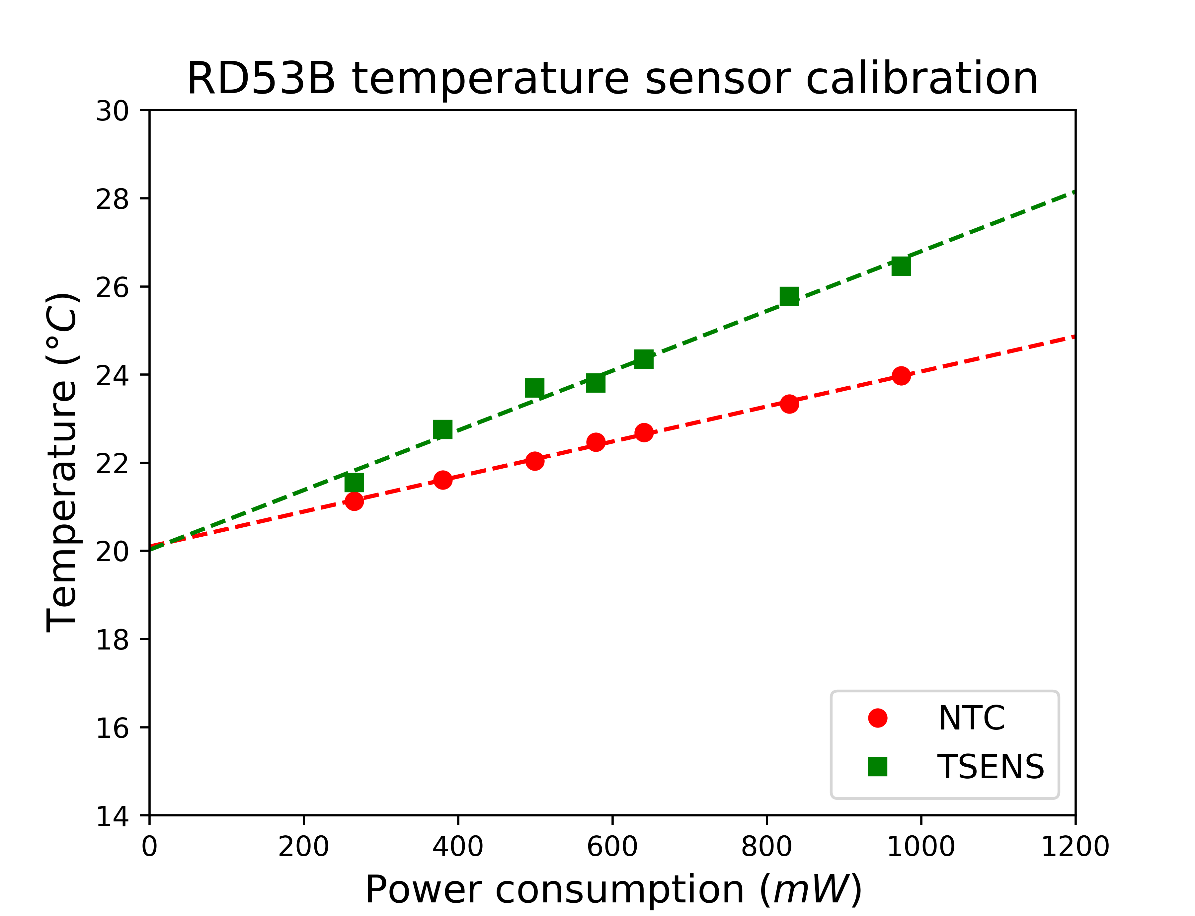 RD53B temperature sensor calibration
30
28
26
24
22
20
18
16
14
Temperature (°C)
0 200 400 600 800 1000 1200
Power consumption (mW)
NTC
TSENS